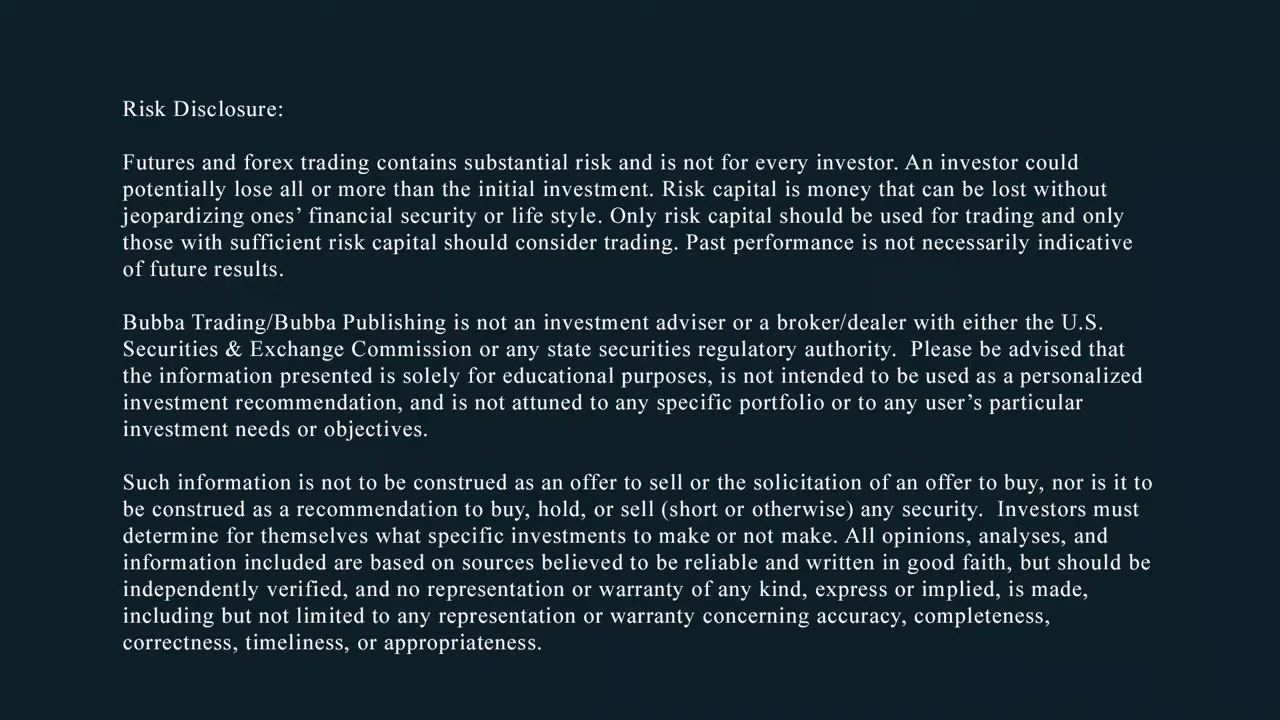 Risk Disclosure:
Futures and forex trading contains substantial risk and is not for every investor. An investor could
potentially lose all or more than the initial investment. Risk capital is money that can be lost without
jeopardizing ones’ financial security or life style. Only risk capital should be used for trading and only
those with sufficient risk capital should consider trading. Past performance is not necessarily indicative
of future results.
Bubba Trading/Bubba Publishing is not an investment adviser or a broker/dealer with either the U.S.
Securities & Exchange Commission or any state securities regulatory authority.  Please be advised that
the information presented is solely for educational purposes, is not intended to be used as a personalized
investment recommendation, and is not attuned to any specific portfolio or to any user’s particular
investment needs or objectives.
Such information is not to be construed as an offer to sell or the solicitation of an offer to buy, nor is it to
be construed as a recommendation to buy, hold, or sell (short or otherwise) any security.  Investors must
determine for themselves what specific investments to make or not make. All opinions, analyses, and
information included are based on sources believed to be reliable and written in good faith, but should be
independently verified, and no representation or warranty of any kind, express or implied, is made,
including but not limited to any representation or warranty concerning accuracy, completeness,
correctness, timeliness, or appropriateness.